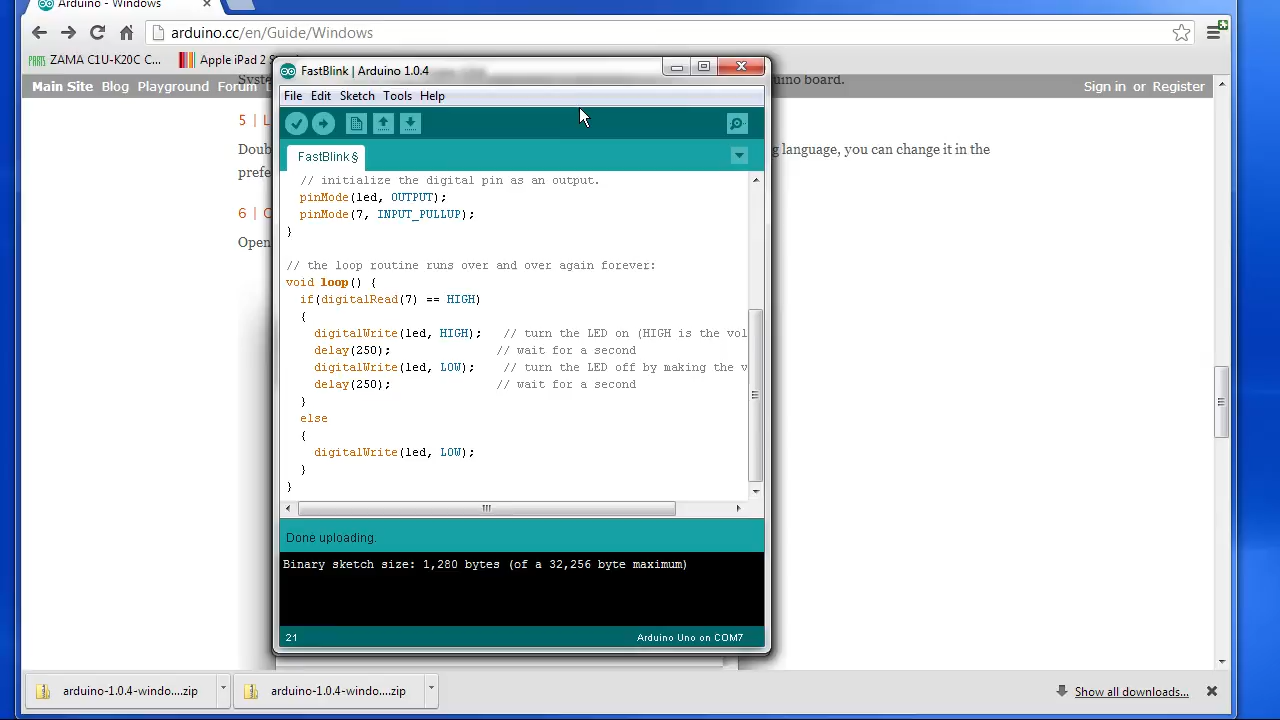 Arduino - Windows
arduino.cc/en/Guide/Windows
ZAMA C1U-K20C C...
Apple iPad 2
FastBlink | Arduino 1.0.4
ino board.
Main Site Blog Playground Forum
Sign in or Register
File Edit Sketch Tools Help
5 |
g language, you can change it in the
FastBlink §
// initialize the digital pin as an output.
pinMode(led, OUTPUT);
pinMode(7, INPUT_PULLUP);
6 |
}
Open
// the loop routine runs over and over again forever:
void loop() {
if(digitalRead(7) == HIGH)
{
digitalWrite(led, HIGH); // turn the LED on (HIGH is the vol
delay(250); // wait for a second
digitalWrite(led, LOW); // turn the LED off by making the v
delay(250); // wait for a second
}
else
{
digitalWrite(led, LOW);
}
}
Done uploading.
Binary sketch size: 1,280 bytes (of a 32,256 byte maximum)
21
Arduino Uno on COM7
arduino-1.0.4-windo....zip
arduino-1.0.4-windo....zip
Show all downloads...